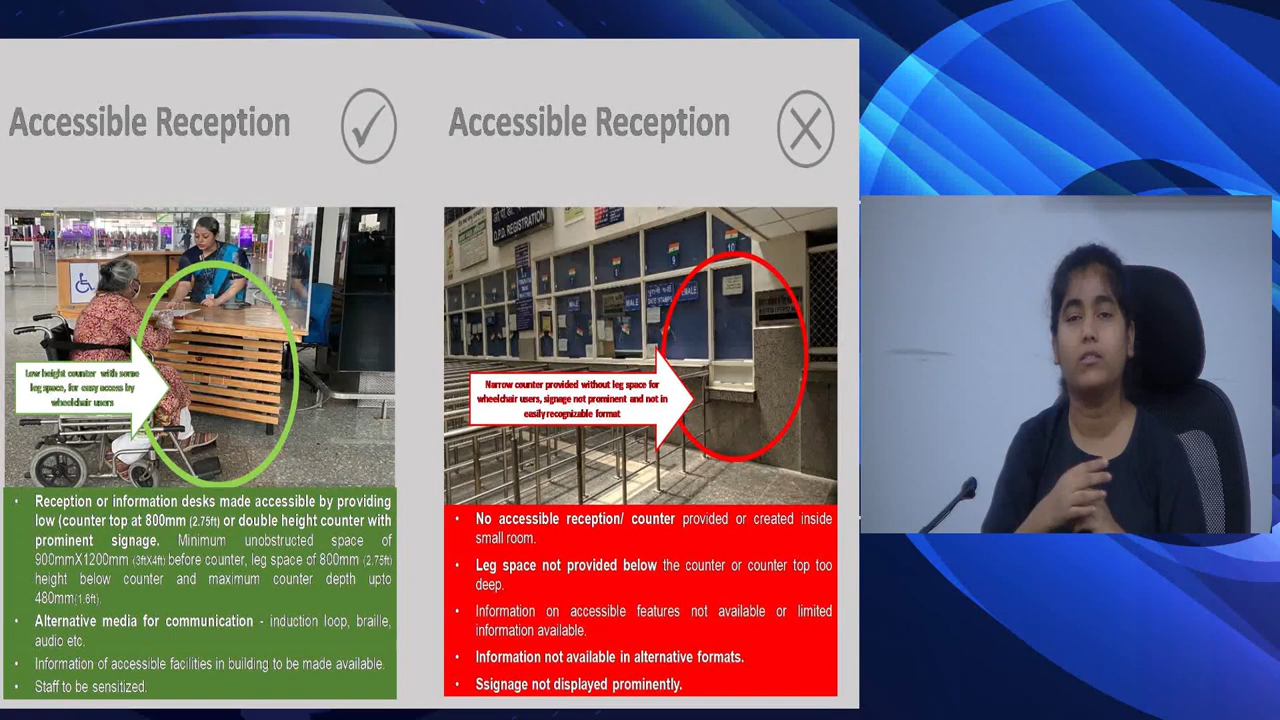 Accessible Reception
Low height counter with some
leg space, for easy access by
wheelchair users
Reception or information desks made accessible by providing
low (counter top at 800mm (2.75ft) or double height counter with
prominent signage. Minimum unobstructed space of
900mmX1200mm (3ftX4ft) before counter, leg space of 800mm (2.75ft)
height below counter and maximum counter depth upto
480mm(1.6ft).
• Alternative media for communication - induction loop, braille,
audio etc.
• Information of accessible facilities in building to be made available.
• Staff to be sensitized.
Accessible Reception
O.P.D. REGISTRATION
10
9
MALE
MALE
FEMALE
Narrow counter provided without leg space for
wheelchair users, signage not prominent and not in
easily recognizable format
• No accessible reception/ counter provided or created inside
small room.
• Leg space not provided below the counter or counter top too
deep.
• Information on accessible features not available or limited
information available.
• Information not available in alternative formats.
• Ssignage not displayed prominently.